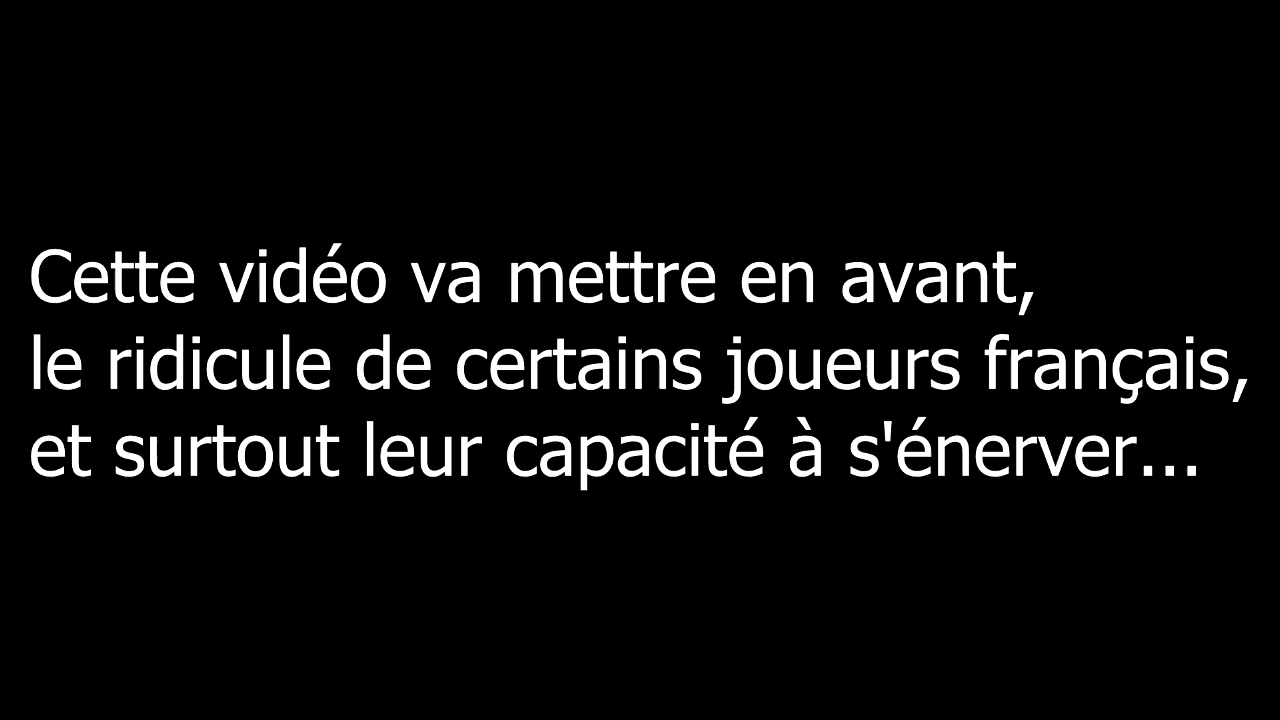 Cette vidéo va mettre en avant,
le ridicule de certains joueurs français,
et surtout leur capacité à s'énerver...